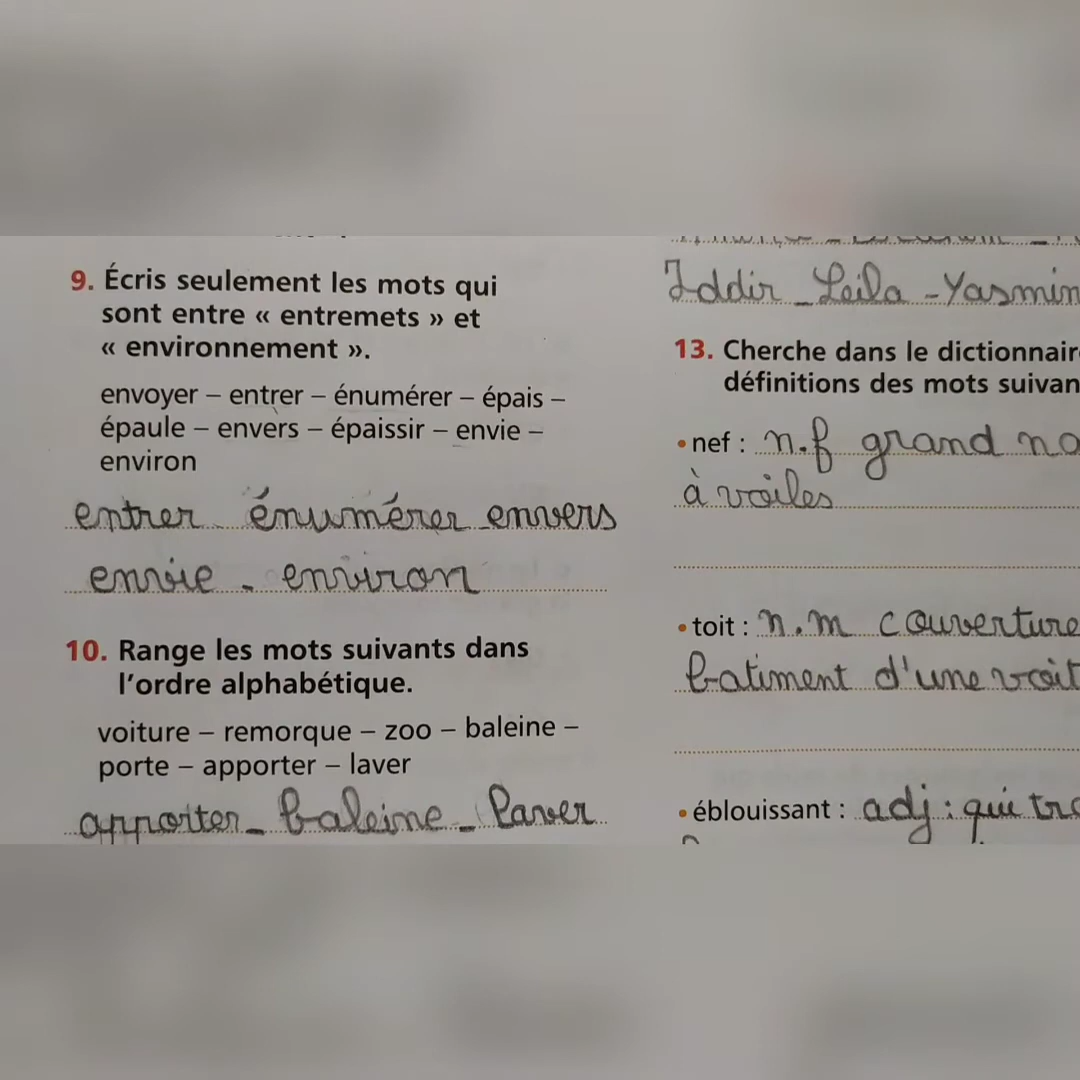 9. Écris seulement les mots qui
sont entre « entremets » et
« environnement ».
envoyer – entrer – énumérer – épais –
épaule – envers – épaissir – envie –
environ
entrer énumérer envers
envie - environ
10. Range les mots suivants dans
l'ordre alphabétique.
voiture – remorque – zoo – baleine –
porte – apporter – laver
apporter - baleine - laver
Iddir - Leila - Yasmin
13. Cherche dans le dictionnair
définitions des mots suivan
• nef : n.f grand na
à voiles
• toit : n.m couverture
batiment d'une voit
• éblouissant : adj : qui tro